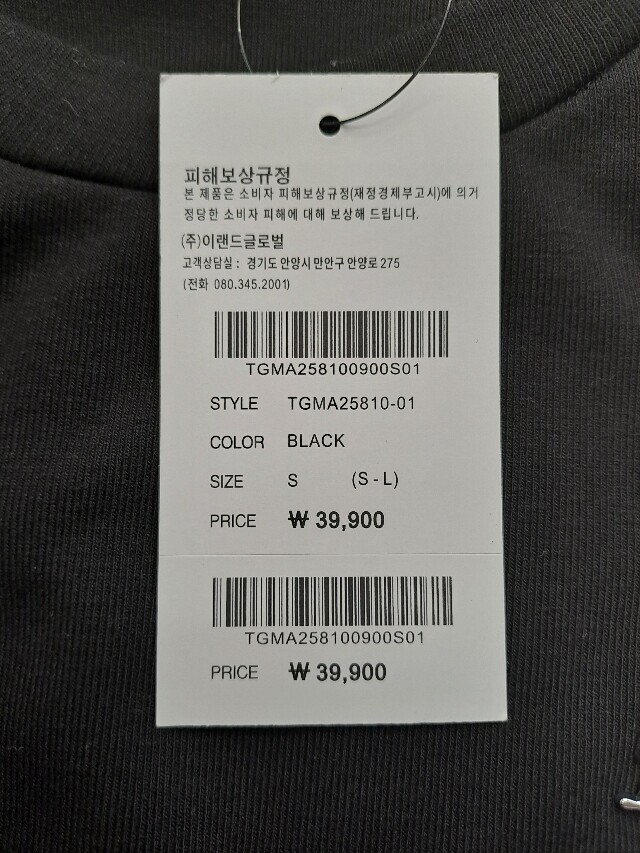 피해보상규정
본 제품은 소비자 피해보상규정(재정경제부고시)에 의거
정당한 소비자 피해에 대해 보상해 드립니다.
(주)이랜드글로벌
고객상담실 : 경기도 안양시 만안구 안양로 275
(전화 080.345.2001)
TGMA258100900S01
STYLE TGMA25810-01
COLOR BLACK
SIZE S (S-L)
PRICE ₩ 39,900
TGMA258100900S01
PRICE ₩ 39,900